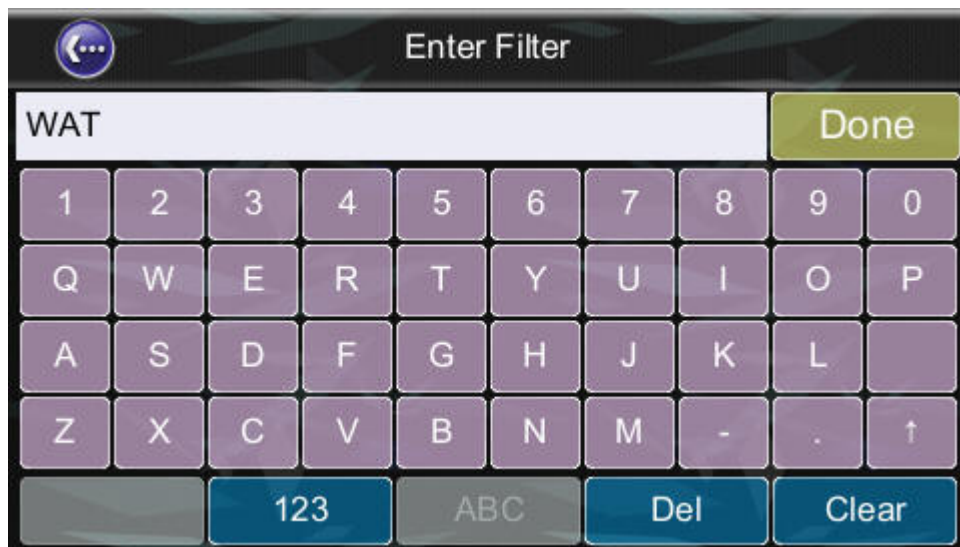 Enter Filter
WAT Done
1 2 3 4 5 6 7 8 9 0
Q W E R T Y U I O P
A S D F G H J K L
Z X C V B N M - . ↑
123 ABC Del Clear